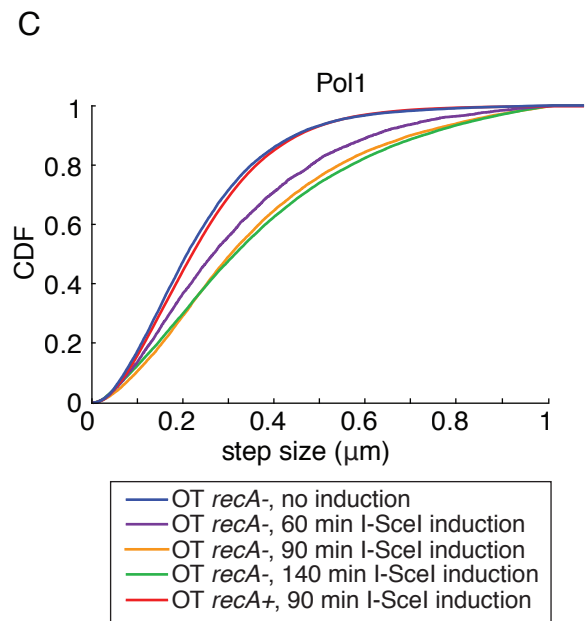 C
Pol1
1
0.8
0.6
0.4
0.2
0
CDF
0 0.2 0.4 0.6 0.8 1
step size (µm)
OT recA-, no induction
OT recA-, 60 min I-SceI induction
OT recA-, 90 min I-SceI induction
OT recA-, 140 min I-SceI induction
OT recA+, 90 min I-SceI induction